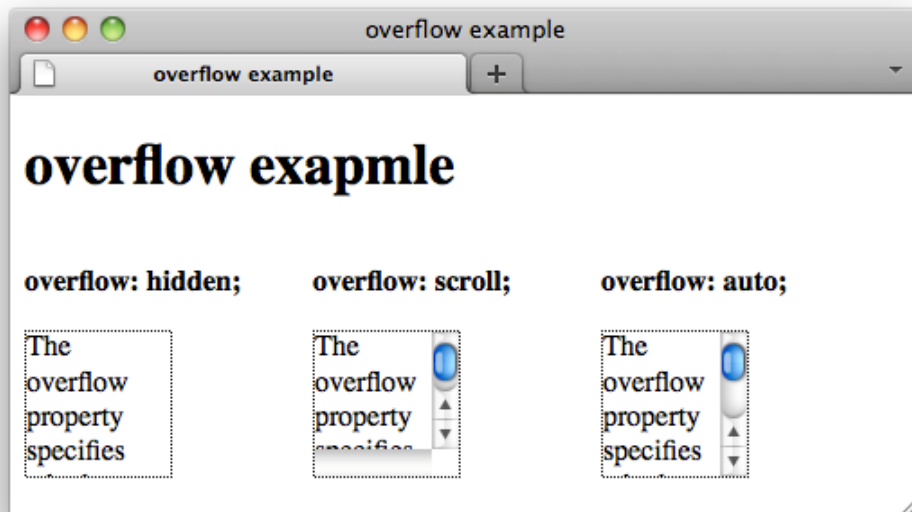 overflow example
overflow example
overflow exapmle
overflow: hidden;
The
overflow
property
specifies
overflow: scroll;
The
overflow
property
specifies
overflow: auto;
The
overflow
property
specifies